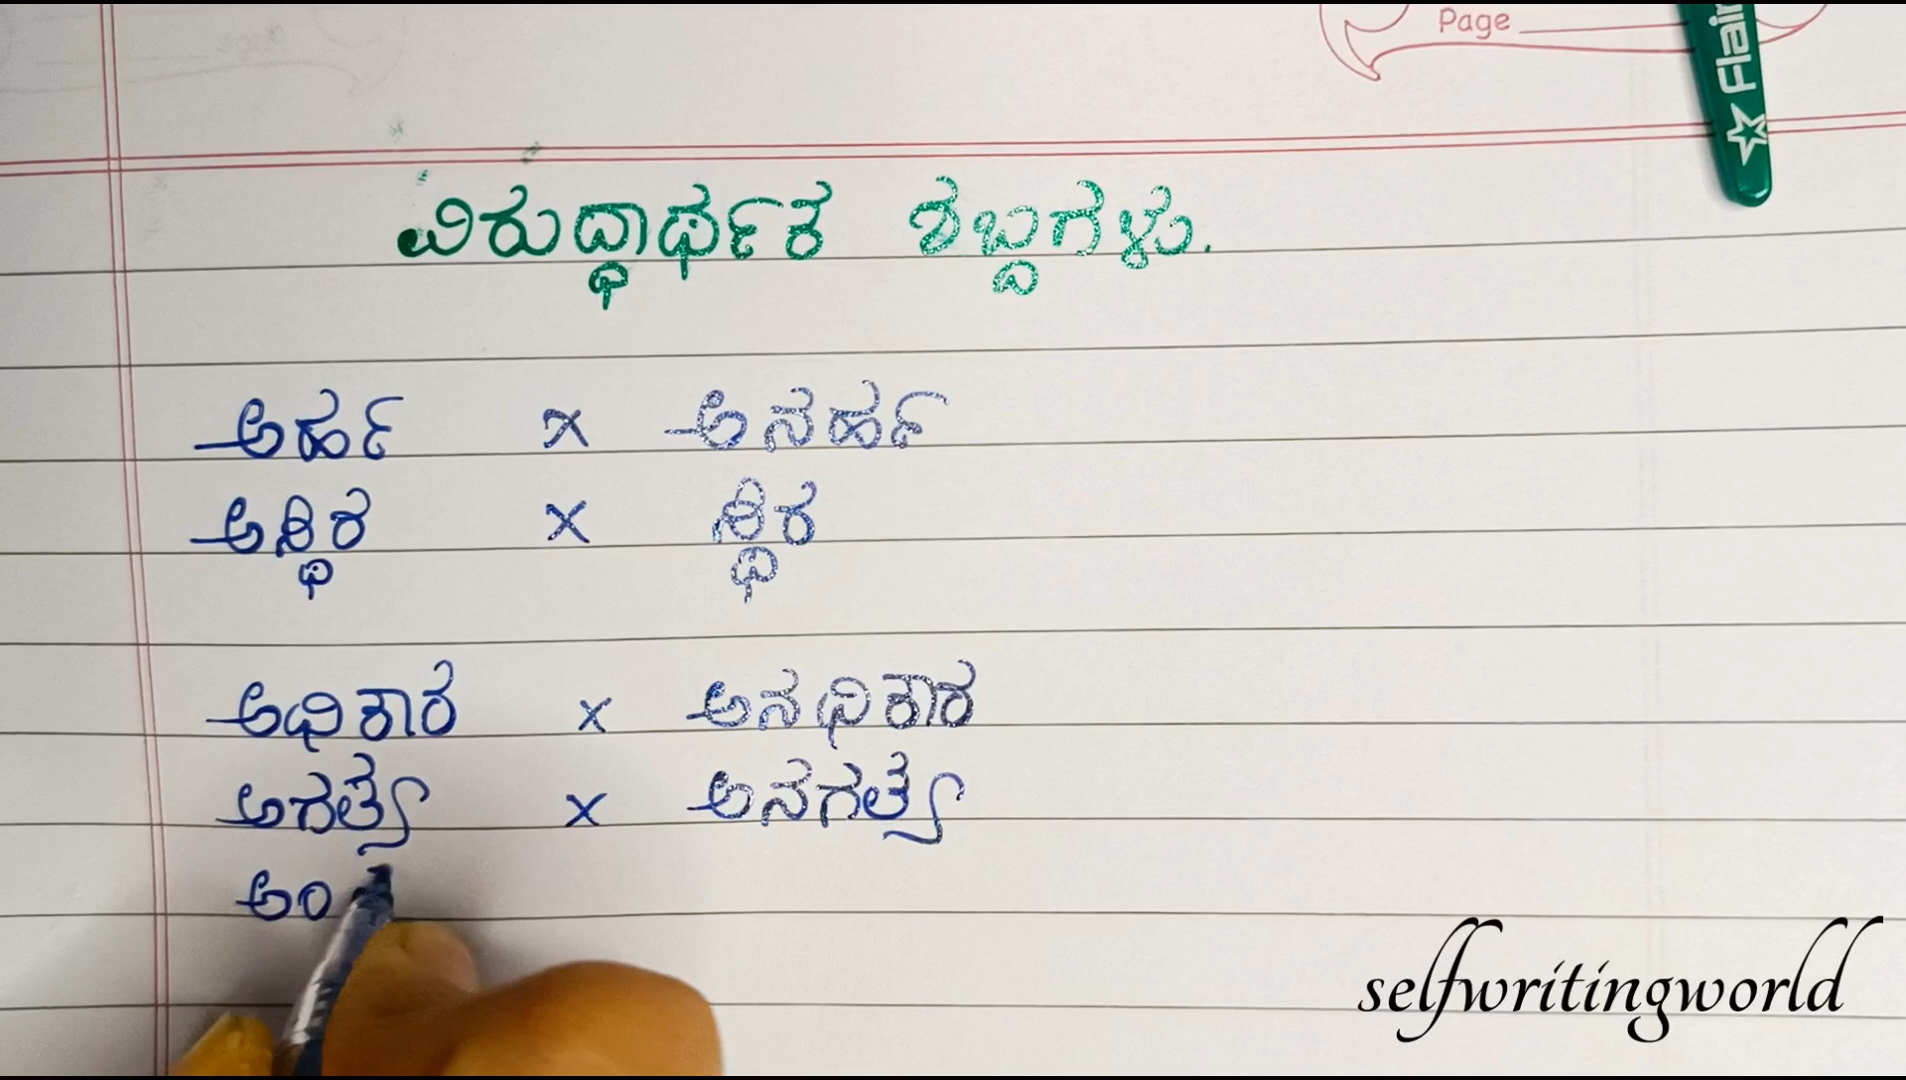 Page
Flair
ವಿರುದ್ಧಾರ್ಥಕ ಶಬ್ದಗಳು.
ಅರ್ಹ x ಅನರ್ಹ
ಅಸ್ಥಿರ x ಸ್ಥಿರ
ಅಧಿಕಾರ x ಅನಧಿಕಾರ
ಅಗತ್ಯ x ಅನಗತ್ಯ
ಅಂ
selfwritingworld